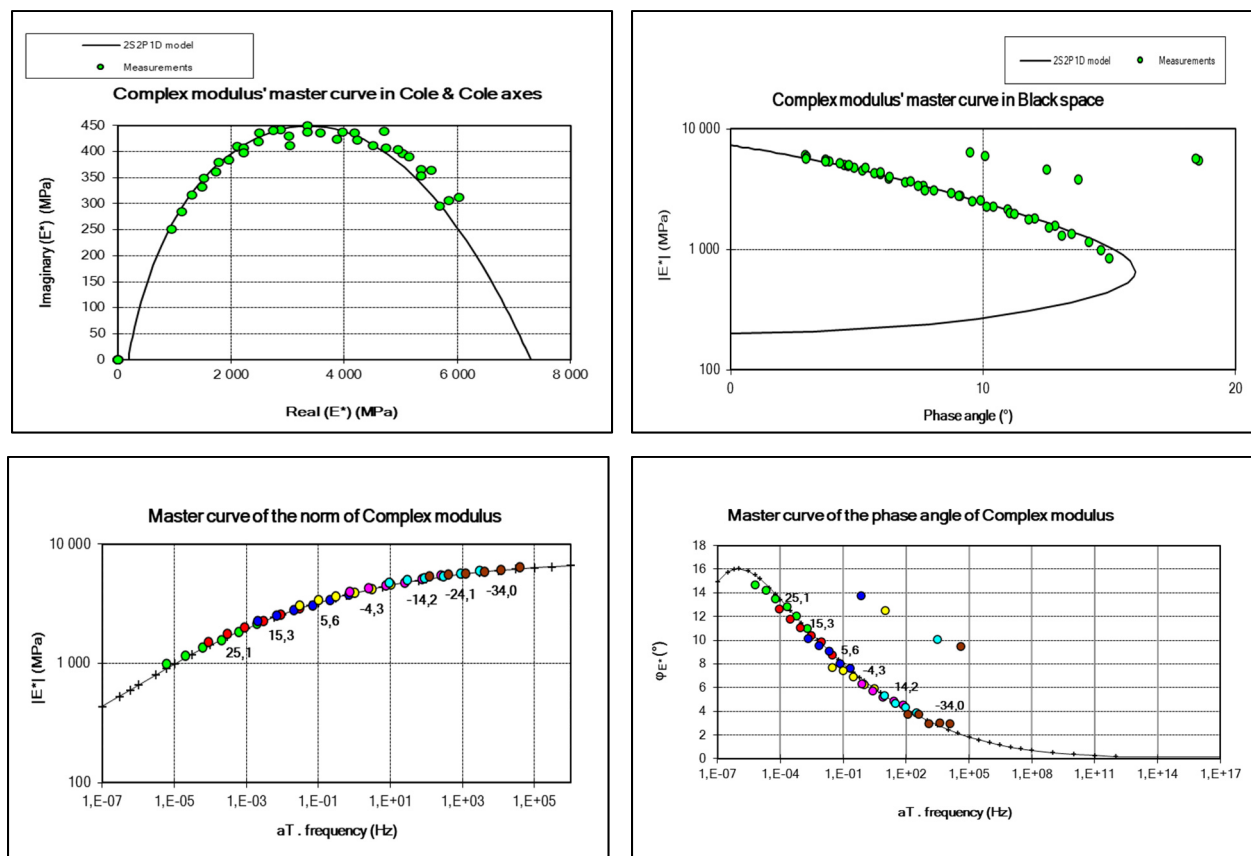 2S2P1D model
Measurements
Complex modulus' master curve in Cole & Cole axes
Imaginary (E*) (MPa)
450
400
350
300
250
200
150
100
50
0
0
2 000
4 000
6 000
8 000
Real (E*) (MPa)
2S2P1D model
Measurements
Complex modulus' master curve in Black space
|E*| (MPa)
10 000
1 000
100
0
10
20
Phase angle (°)
Master curve of the norm of Complex modulus
|E*| (MPa)
10 000
1 000
100
25,1
15,3
5,6
-4,3
-14,2
-24,1
-34,0
1,E-07
1,E-05
1,E-03
1,E-01
1,E+01
1,E+03
1,E+05
aT . frequency (Hz)
Master curve of the phase angle of Complex modulus
φE* (°)
18
16
14
12
10
8
6
4
2
0
25,1
15,3
5,6
-4,3
-14,2
-34,0
1,E-07
1,E-04
1,E-01
1,E+02
1,E+05
1,E+08
1,E+11
1,E+14
1,E+17
aT . frequency (Hz)